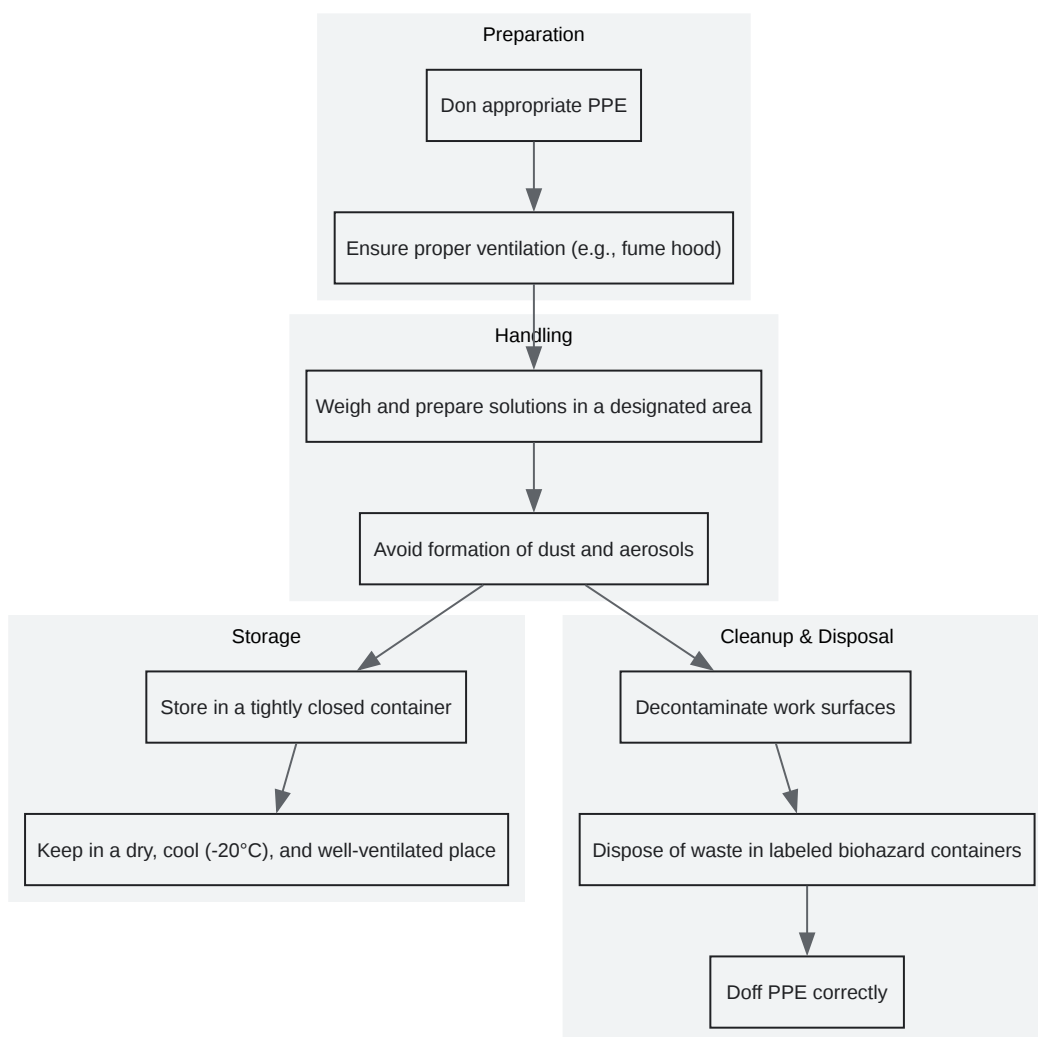 Preparation
Don appropriate PPE
Ensure proper ventilation (e.g., fume hood)
Handling
Weigh and prepare solutions in a designated area
Avoid formation of dust and aerosols
Storage
Store in a tightly closed container
Keep in a dry, cool (-20°C), and well-ventilated place
Cleanup & Disposal
Decontaminate work surfaces
Dispose of waste in labeled biohazard containers
Doff PPE correctly